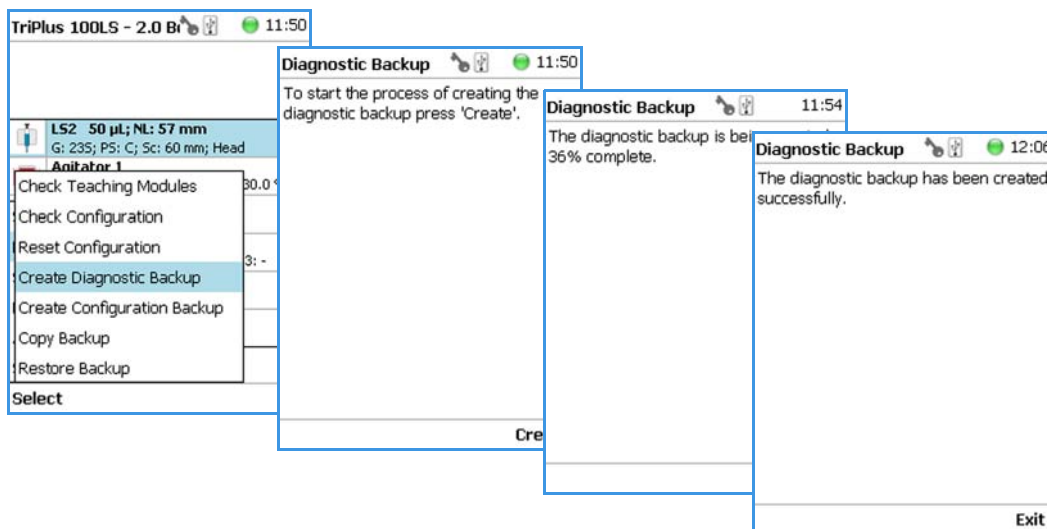 TriPlus 100LS - 2.0 B
11:50
LS2 50 µL; NL: 57 mm
G: 235; PS: C; Sc: 60 mm; Head
Agitator 1
30.0
Check Teaching Modules
Check Configuration
Reset Configuration
3: -
Create Diagnostic Backup
Create Configuration Backup
Copy Backup
Restore Backup
Select
Diagnostic Backup
11:50
To start the process of creating the
diagnostic backup press 'Create'.
Cre
Diagnostic Backup
11:54
The diagnostic backup is bei
36% complete.
Diagnostic Backup
12:06
The diagnostic backup has been created
successfully.
Exit